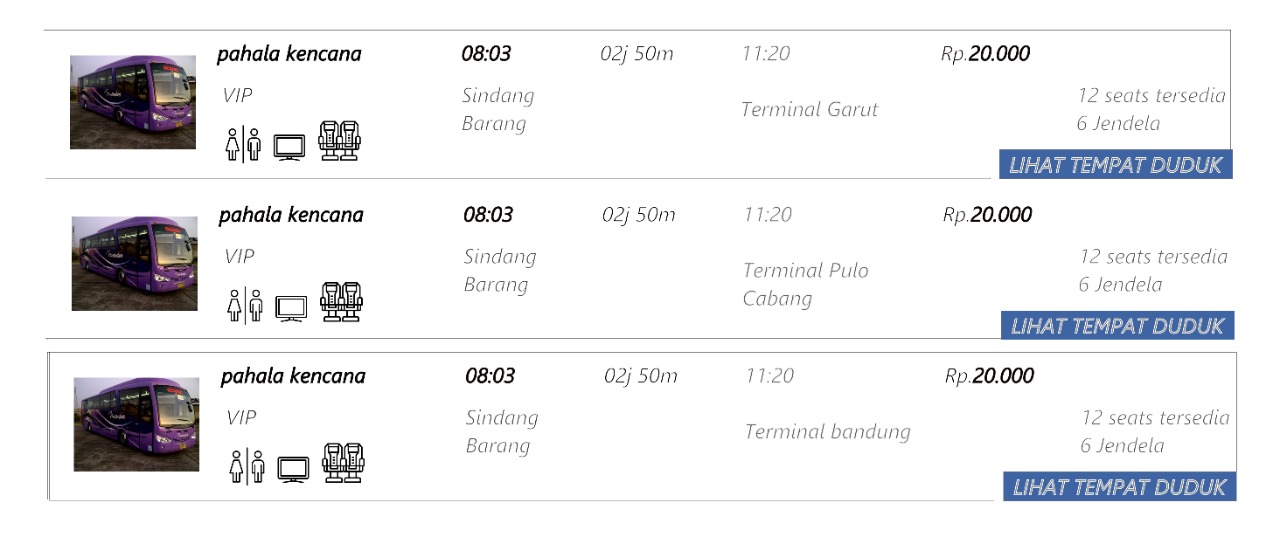 pahala kencana 08:03 02j 50m 11:20 Rp.20.000
VIP Sindang Barang Terminal Garut 12 seats tersedia
6 Jendela
LIHAT TEMPAT DUDUK
pahala kencana 08:03 02j 50m 11:20 Rp.20.000
VIP Sindang Barang Terminal Pulo Cabang 12 seats tersedia
6 Jendela
LIHAT TEMPAT DUDUK
pahala kencana 08:03 02j 50m 11:20 Rp.20.000
VIP Sindang Barang Terminal bandung 12 seats tersedia
6 Jendela
LIHAT TEMPAT DUDUK